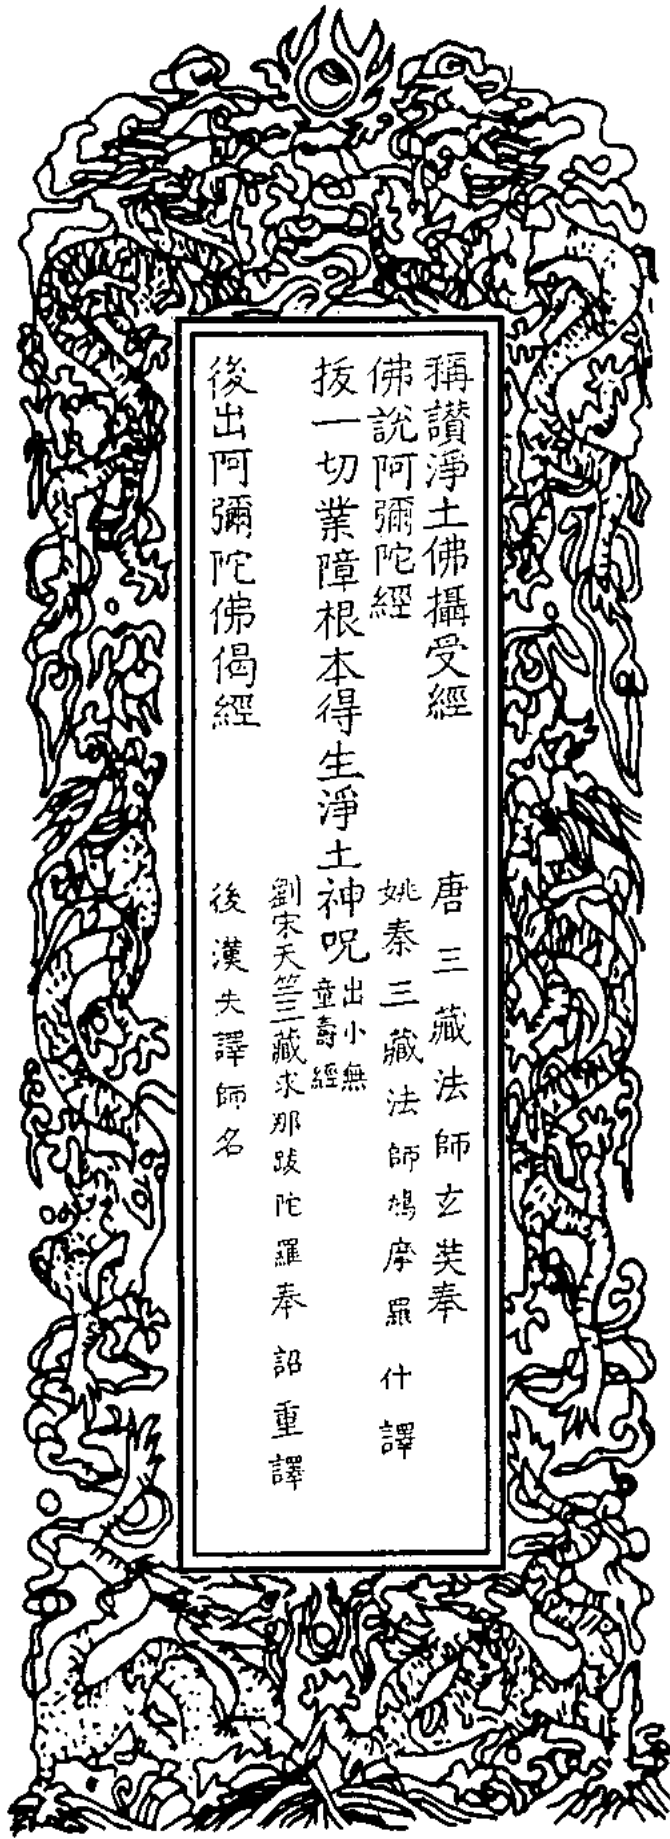 稱讃淨土佛攝受經 唐三藏法師玄奘奉
佛說阿彌陀經 姚秦三藏法師鳩摩羅什譯
拔一切業障根本得生淨土神呪 出小無
量壽經
劉宋天竺三藏求那跋陀羅奉詔重譯
後出阿彌陀佛偈經 後漢失譯師名